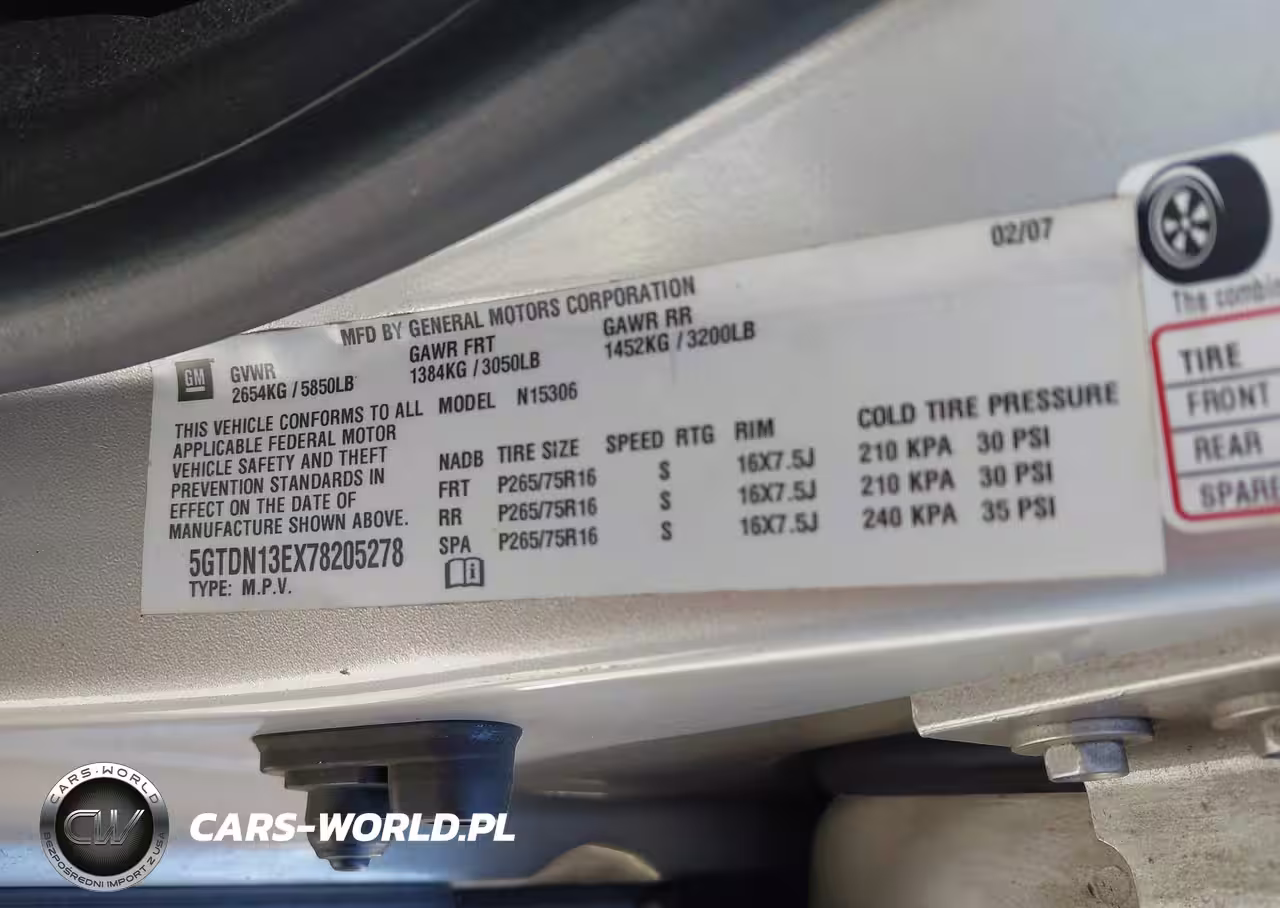 02/07
MFD BY GENERAL MOTORS CORPORATION
GM
GVWR GAWR FRT GAWR RR
2654KG / 5850LB 1384KG / 3050LB 1452KG / 3200LB
THIS VEHICLE CONFORMS TO ALL
APPLICABLE FEDERAL MOTOR
VEHICLE SAFETY AND THEFT
PREVENTION STANDARDS IN
EFFECT ON THE DATE OF
MANUFACTURE SHOWN ABOVE.
5GTDN13EX78205278
TYPE: M.P.V.
MODEL N15306
NADB TIRE SIZE SPEED RTG RIM COLD TIRE PRESSURE
FRT P265/75R16 S 16X7.5J 210 KPA 30 PSI
RR P265/75R16 S 16X7.5J 210 KPA 30 PSI
SPA P265/75R16 S 16X7.5J 240 KPA 35 PSI
The
TIRE
FRONT
REAR
SPARE
CARS-WORLD
CW
BEZPOŚREDNI IMPORT Z USA
CARS-WORLD.PL